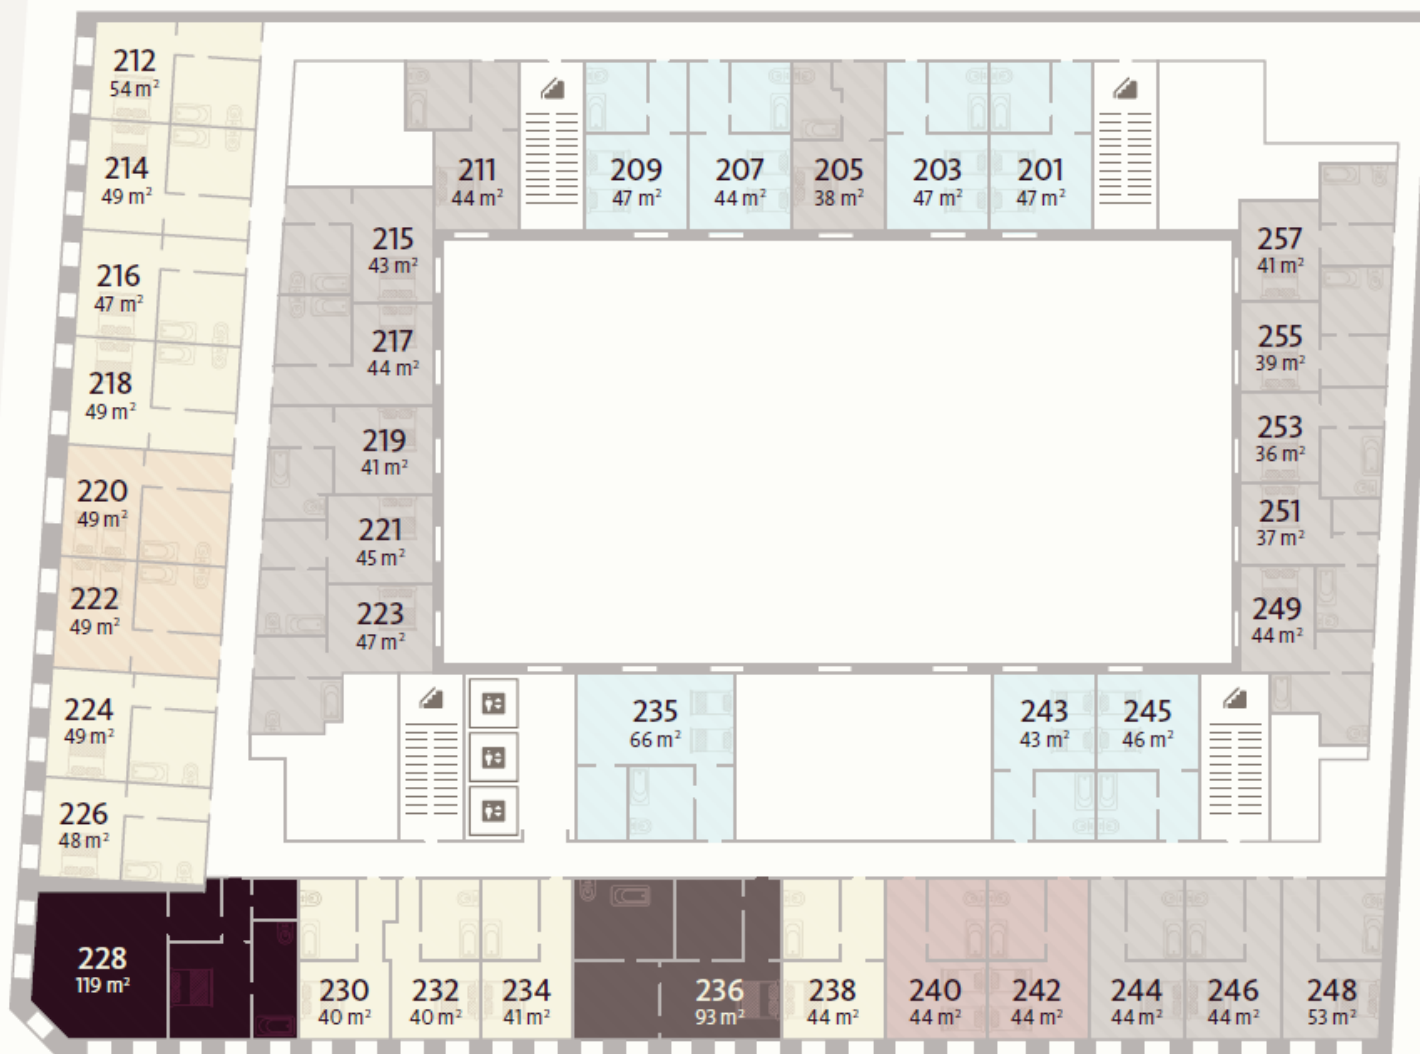 212
54 m²
214
49 m²
216
47 m²
218
49 m²
220
49 m²
222
49 m²
224
49 m²
226
48 m²
228
119 m²
211
44 m²
209
47 m²
207
44 m²
205
38 m²
203
47 m²
201
47 m²
215
43 m²
217
44 m²
219
41 m²
221
45 m²
223
47 m²
257
41 m²
255
39 m²
253
36 m²
251
37 m²
249
44 m²
235
66 m²
243
43 m²
245
46 m²
230
40 m²
232
40 m²
234
41 m²
236
93 m²
238
44 m²
240
44 m²
242
44 m²
244
44 m²
246
44 m²
248
53 m²